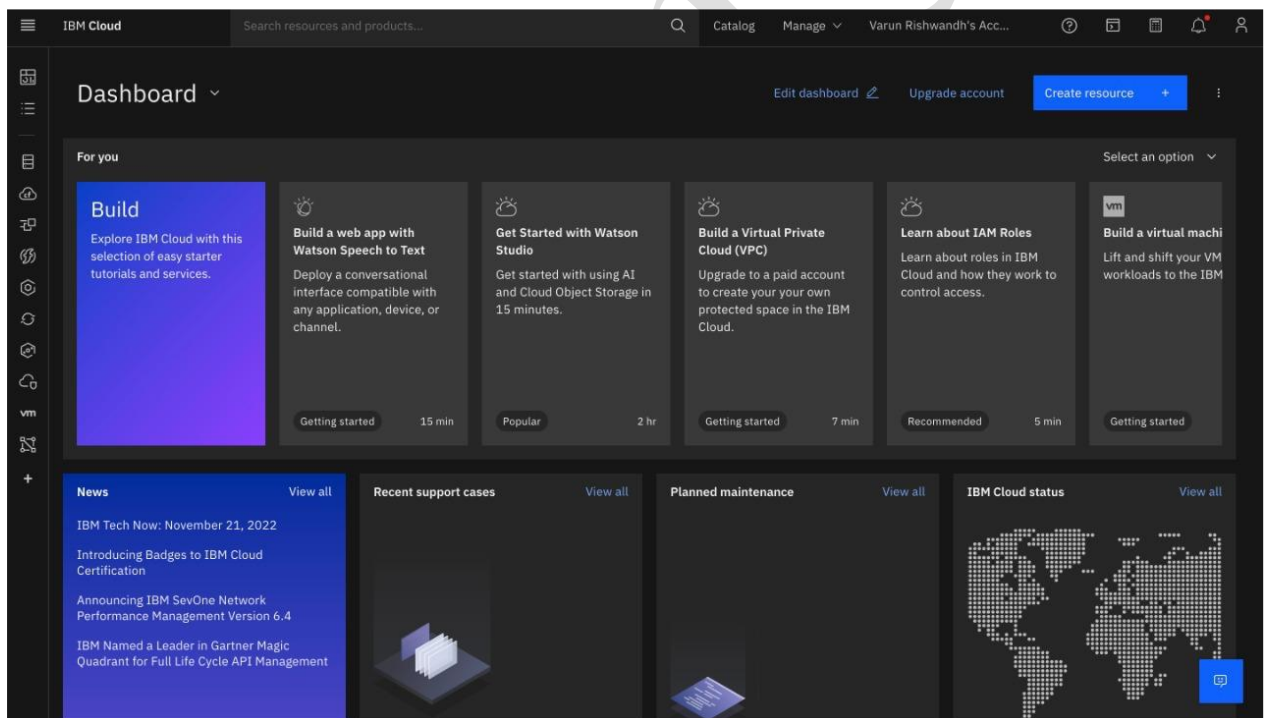 IBM Cloud
Search resources and products...
Catalog
Manage
Varun Rishwandh's Acc...
Dashboard
Edit dashboard
Upgrade account
Create resource +
For you
Select an option
Build
Explore IBM Cloud with this
selection of easy starter
tutorials and services.
Build a web app with
Watson Speech to Text
Deploy a conversational
interface compatible with
any application, device, or
channel.
Getting started
15 min
Get Started with Watson
Studio
Get started with using AI
and Cloud Object Storage in
15 minutes.
Popular
2 hr
Build a Virtual Private
Cloud (VPC)
Upgrade to a paid account
to create your your own
protected space in the IBM
Cloud.
Getting started
7 min
Learn about IAM Roles
Learn about roles in IBM
Cloud and how they work to
control access.
Recommended
5 min
vm
Build a virtual machi
Lift and shift your VM
workloads to the IBM
Getting started
vm
News
View all
IBM Tech Now: November 21, 2022
Introducing Badges to IBM Cloud
Certification
Announcing IBM SevOne Network
Performance Management Version 6.4
IBM Named a Leader in Gartner Magic
Quadrant for Full Life Cycle API Management
Recent support cases
View all
Planned maintenance
View all
IBM Cloud status
View all